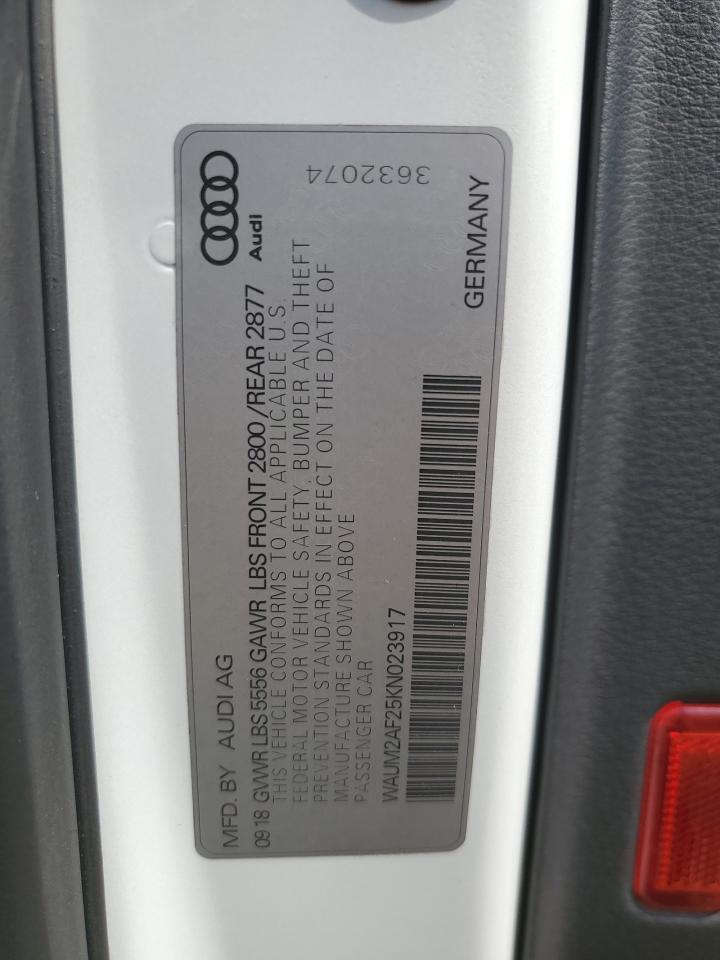 MFD. BY AUDI AG
Audi
0918 GVWR LBS 5556 GAWR LBS FRONT 2800 / REAR 2877
THIS VEHICLE CONFORMS TO ALL APPLICABLE U.S.
FEDERAL MOTOR VEHICLE SAFETY, BUMPER AND THEFT
PREVENTION STANDARDS IN EFFECT ON THE DATE OF
MANUFACTURE SHOWN ABOVE
PASSENGER CAR
3632074
WAUM2AF25KN023917
GERMANY